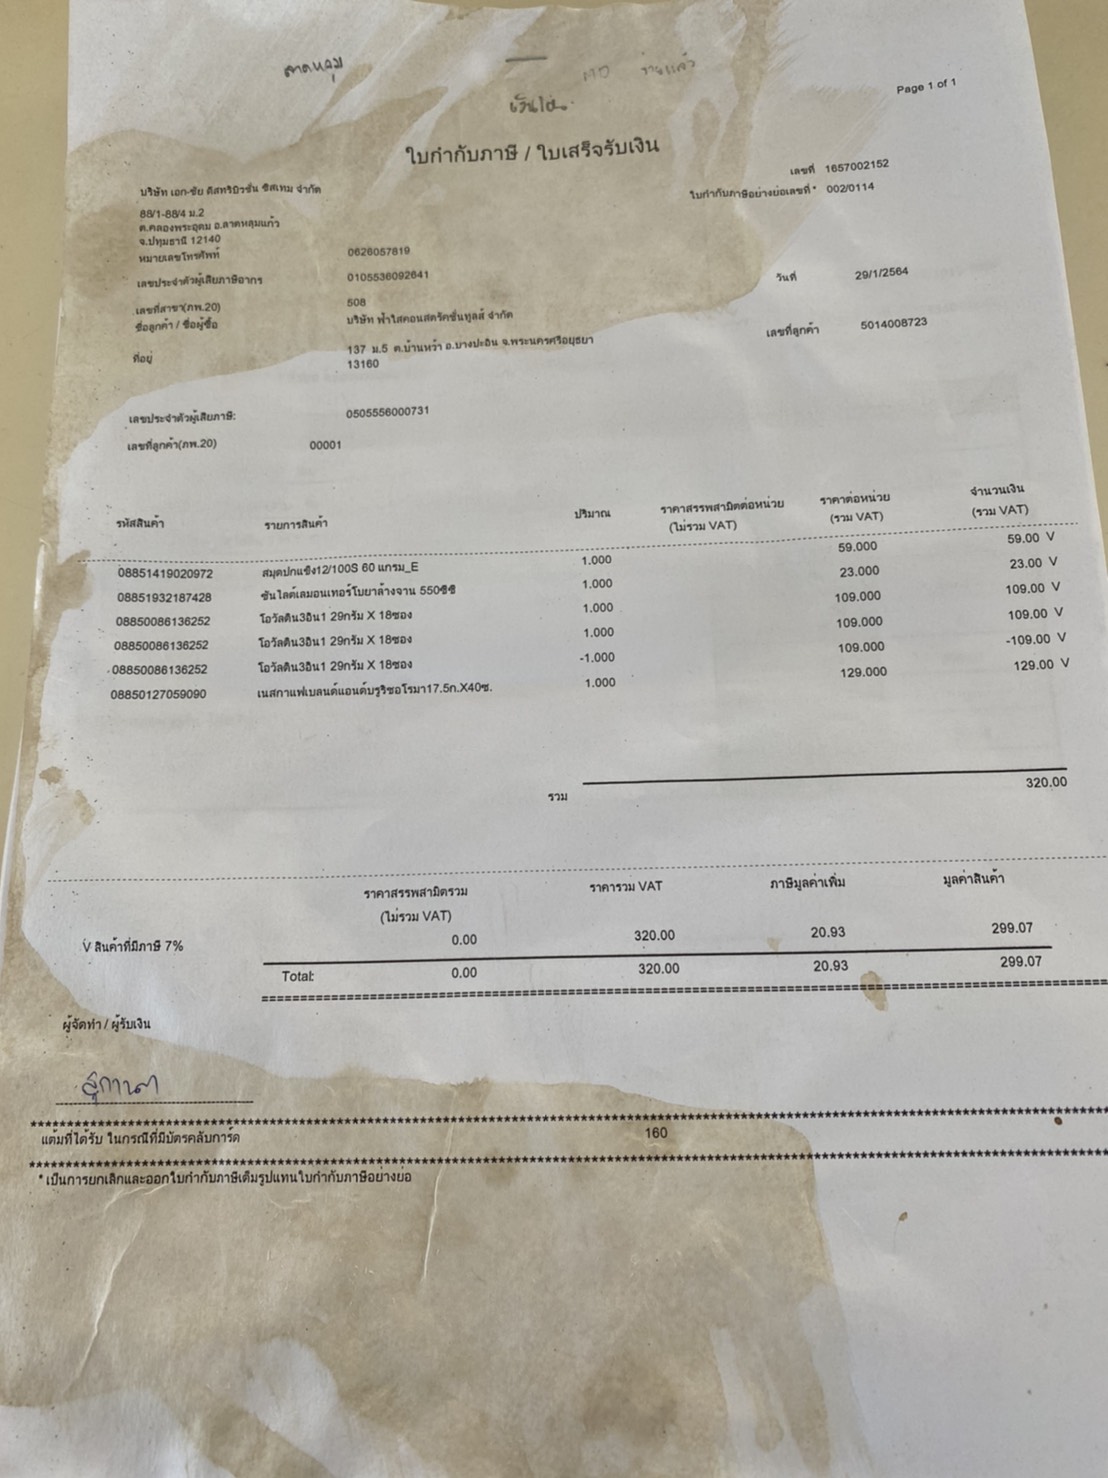 ลาดหลุม
MD จ่ายแล้ว
Page 1 of 1
ใบกำกับภาษี / ใบเสร็จรับเงิน
เลขที่ 1657002152
บริษัท เอก-ชัย ดิสทริบิวชั่น ซิสเทม จำกัด
ใบกำกับภาษีอย่างย่อเลขที่ * 002/0114
88/1-88/4 ม.2
ต.คลองพระอุดม อ.ลาดหลุมแก้ว
จ.ปทุมธานี 12140
หมายเลขโทรศัพท์ 0626057819
เลขประจำตัวผู้เสียภาษีอากร 0105536092641
วันที่ 29/1/2564
เลขที่สาขา(ภพ.20) 508
ชื่อลูกค้า / ชื่อผู้ซื้อ บริษัท ฟ้าใสคอนสตรัคชั่นทูลส์ จำกัด
เลขที่ลูกค้า 5014008723
ที่อยู่ 137 ม.5 ต.บ้านหว้า อ.บางปะอิน จ.พระนครศรีอยุธยา
13160
เลขประจำตัวผู้เสียภาษี: 0505556000731
เลขที่ลูกค้า(ภพ.20) 00001
รหัสสินค้า รายการสินค้า ปริมาณ ราคาสรรพสามิตต่อหน่วย ราคาต่อหน่วย จำนวนเงิน
(ไม่รวม VAT) (รวม VAT) (รวม VAT)
08851419020972 สมุดปกแข็ง12/100S 60 แกรม_E 1.000 59.000 59.00 V
08851932187428 ซันไลต์เลมอนเทอร์โบยาล้างจาน 550ซีซี 1.000 23.000 23.00 V
08850086136252 โอวัลติน3อิน1 29กรัม X 18ซอง 1.000 109.000 109.00 V
08850086136252 โอวัลติน3อิน1 29กรัม X 18ซอง 1.000 109.000 109.00 V
08850086136252 โอวัลติน3อิน1 29กรัม X 18ซอง -1.000 109.000 -109.00 V
08850127059090 เนสกาแฟเบลนด์แอนด์บรูริชอโรมา17.5ก.X40ซ. 1.000 129.000 129.00 V
รวม 320.00
ราคาสรรพสามิตรวม ราคารวม VAT ภาษีมูลค่าเพิ่ม มูลค่าสินค้า
(ไม่รวม VAT)
V สินค้าที่มีภาษี 7% 0.00 320.00 20.93 299.07
Total: 0.00 320.00 20.93 299.07
ผู้จัดทำ / ผู้รับเงิน
สุกานดา
แต้มที่ได้รับ ในกรณีที่มีบัตรคลับการ์ด 160
* เป็นการยกเลิกและออกใบกำกับภาษีเต็มรูปแทนใบกำกับภาษีอย่างย่อ